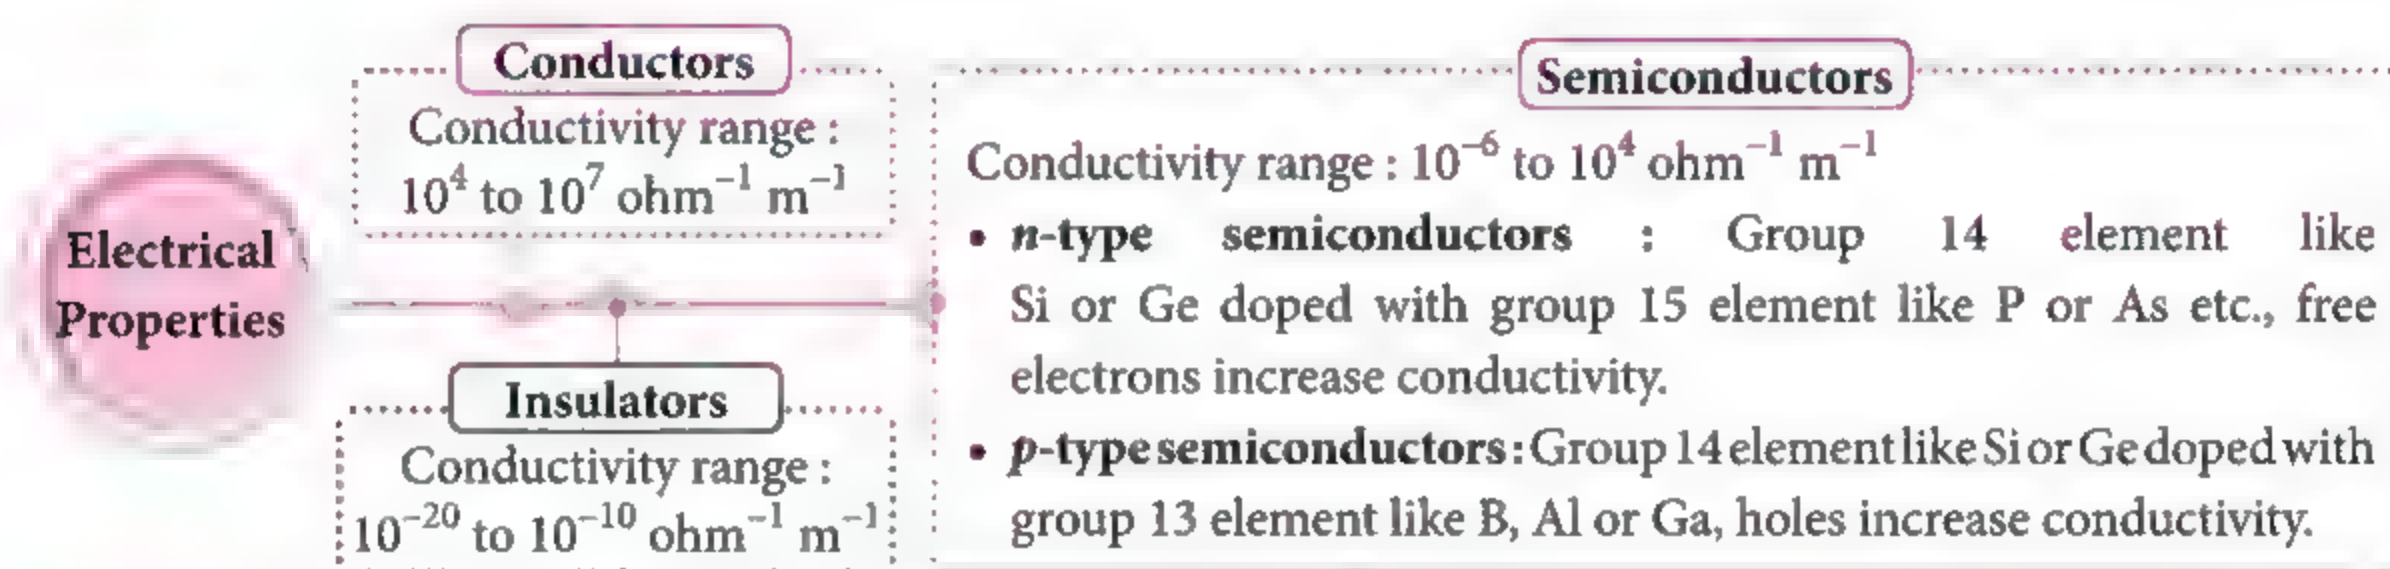 Electrical
Properties
Conductors
Conductivity range :
10⁴ to 10⁷ ohm⁻¹ m⁻¹
Insulators
Conductivity range :
10⁻²⁰ to 10⁻¹⁰ ohm⁻¹ m⁻¹
Semiconductors
Conductivity range : 10⁻⁶ to 10⁴ ohm⁻¹ m⁻¹
• n-type semiconductors : Group 14 element like
Si or Ge doped with group 15 element like P or As etc., free
electrons increase conductivity.
• p-type semiconductors : Group 14 element like Si or Ge doped with
group 13 element like B, Al or Ga, holes increase conductivity.